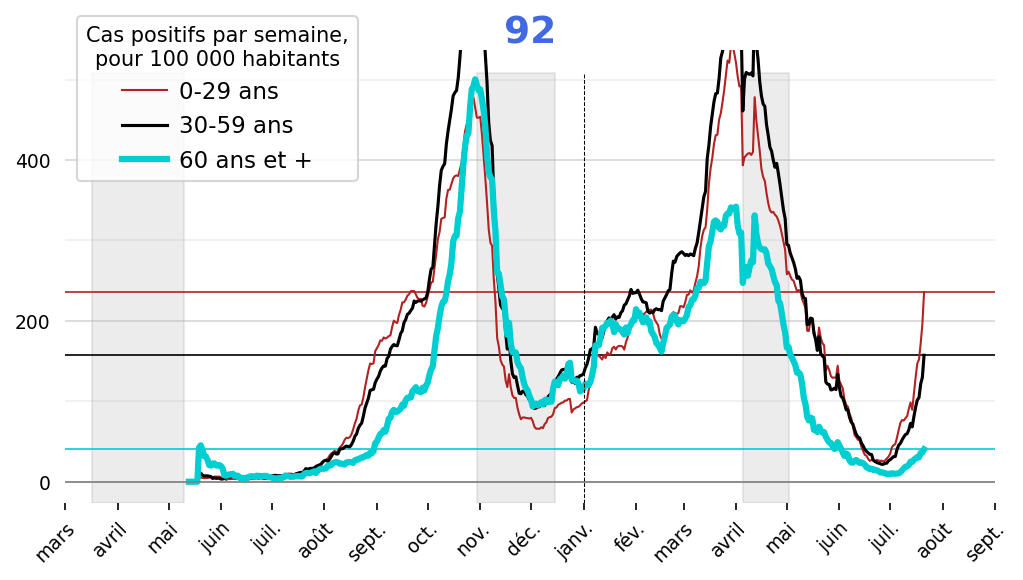 92
Cas positifs par semaine,
pour 100 000 habitants
0-29 ans
30-59 ans
60 ans et +
400
200
0
mars
avril
mai
juin
juil.
août
sept.
oct.
nov.
déc.
janv.
fév.
mars
avril
mai
juin
juil.
août
sept.